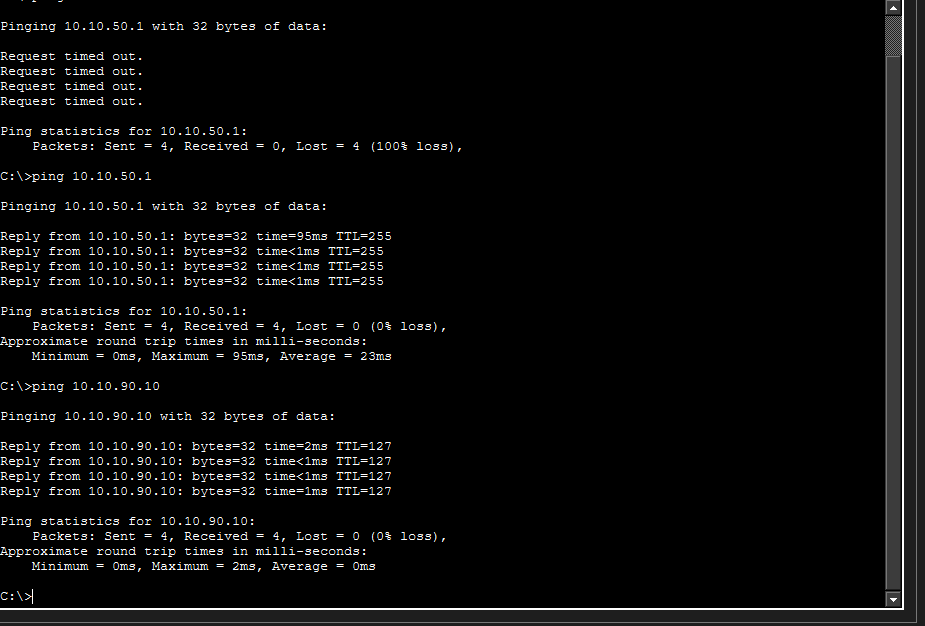 Pinging 10.10.50.1 with 32 bytes of data:
Request timed out.
Request timed out.
Request timed out.
Request timed out.
Ping statistics for 10.10.50.1:
    Packets: Sent = 4, Received = 0, Lost = 4 (100% loss),
C:\>ping 10.10.50.1
Pinging 10.10.50.1 with 32 bytes of data:
Reply from 10.10.50.1: bytes=32 time=95ms TTL=255
Reply from 10.10.50.1: bytes=32 time<1ms TTL=255
Reply from 10.10.50.1: bytes=32 time<1ms TTL=255
Reply from 10.10.50.1: bytes=32 time<1ms TTL=255
Ping statistics for 10.10.50.1:
    Packets: Sent = 4, Received = 4, Lost = 0 (0% loss),
Approximate round trip times in milli-seconds:
    Minimum = 0ms, Maximum = 95ms, Average = 23ms
C:\>ping 10.10.90.10
Pinging 10.10.90.10 with 32 bytes of data:
Reply from 10.10.90.10: bytes=32 time=2ms TTL=127
Reply from 10.10.90.10: bytes=32 time<1ms TTL=127
Reply from 10.10.90.10: bytes=32 time<1ms TTL=127
Reply from 10.10.90.10: bytes=32 time=1ms TTL=127
Ping statistics for 10.10.90.10:
    Packets: Sent = 4, Received = 4, Lost = 0 (0% loss),
Approximate round trip times in milli-seconds:
    Minimum = 0ms, Maximum = 2ms, Average = 0ms
C:\>